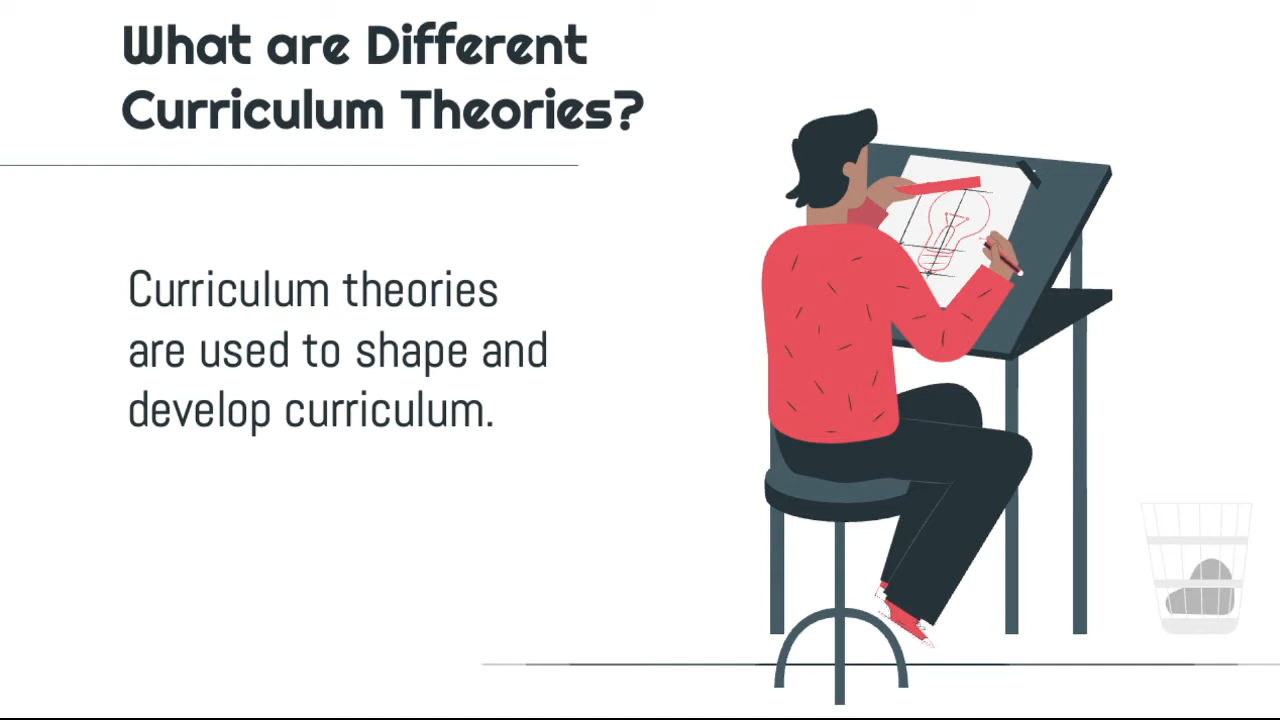 What are Different
Curriculum Theories?
Curriculum theories
are used to shape and
develop curriculum.